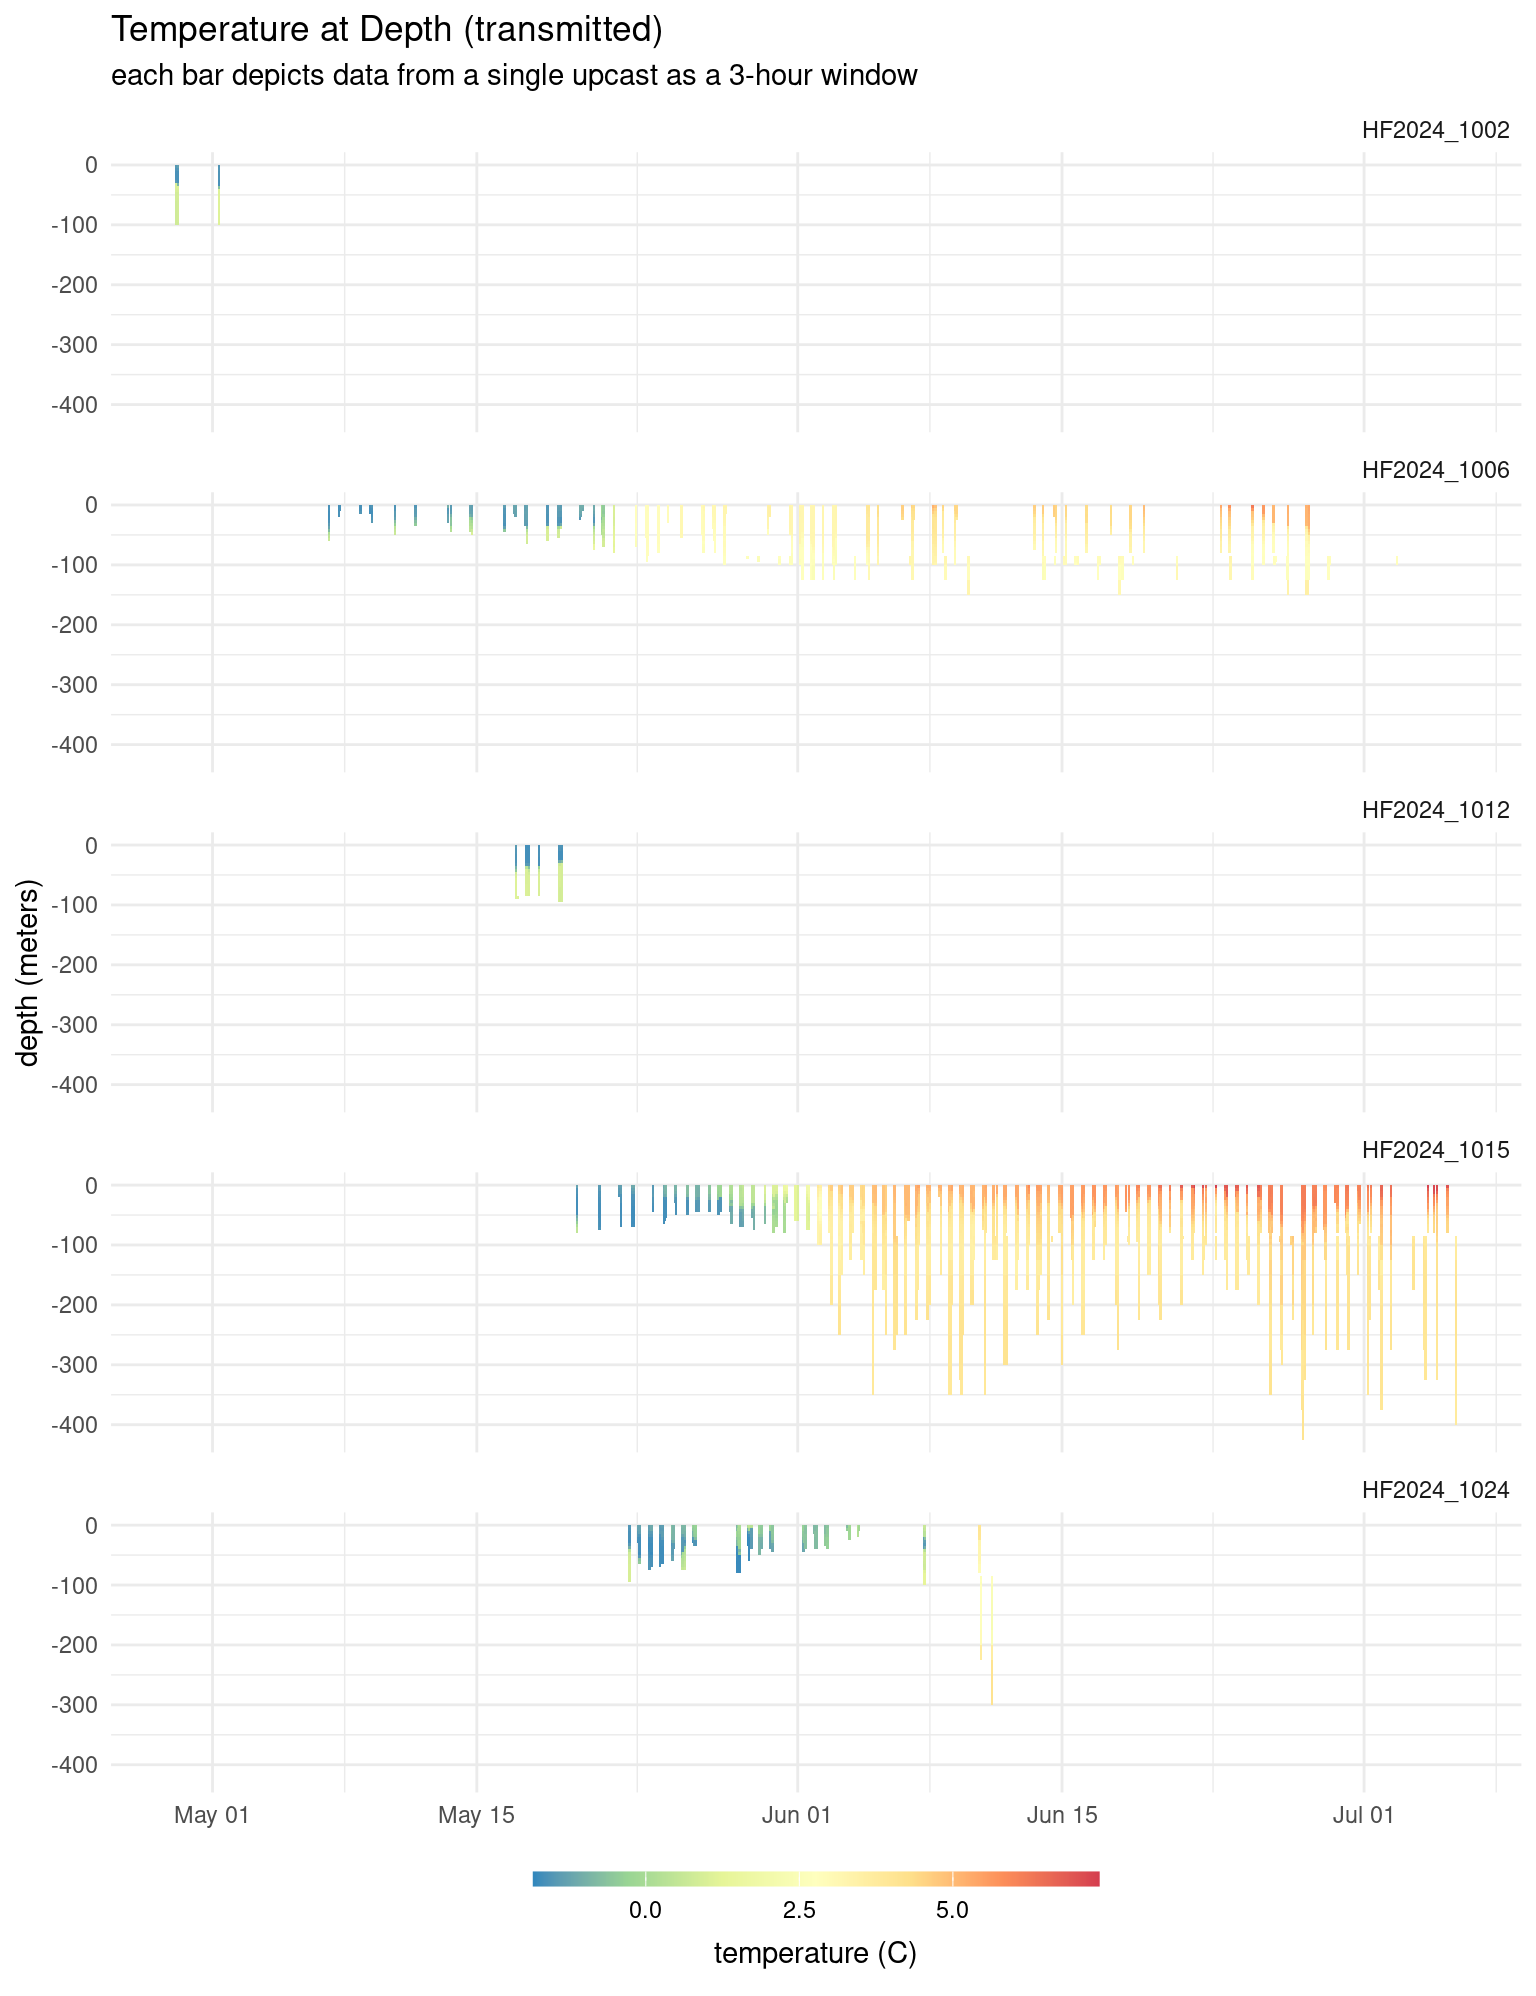 Temperature at Depth (transmitted)
each bar depicts data from a single upcast as a 3-hour window
HF2024_1002
0
-100
-200
-300
-400
HF2024_1006
0
-100
-200
-300
-400
HF2024_1012
0
-100
-200
-300
-400
depth (meters)
HF2024_1015
0
-100
-200
-300
-400
HF2024_1024
0
-100
-200
-300
-400
May 01 May 15 Jun 01 Jun 15 Jul 01
0.0 2.5 5.0
temperature (C)